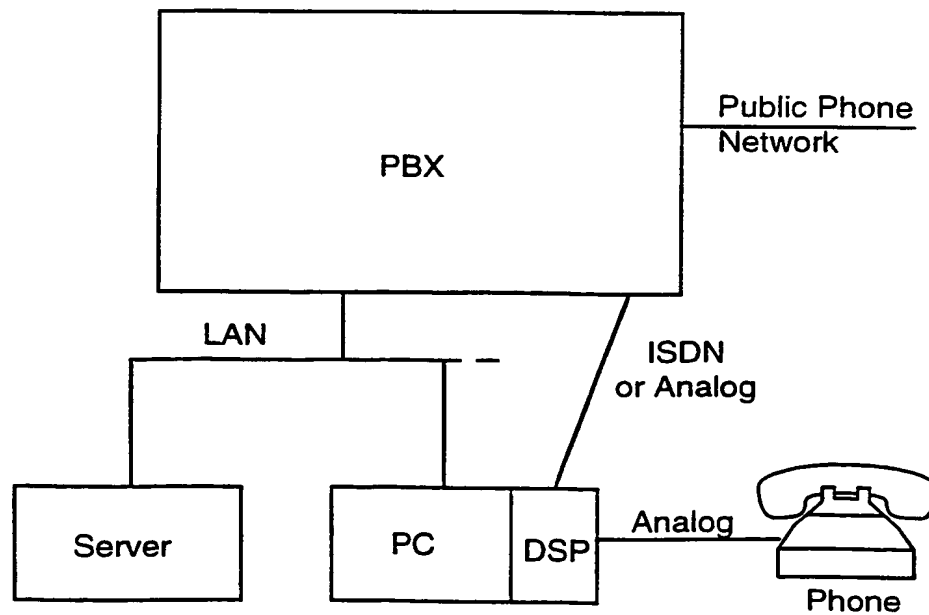 Public Phone
Network
PBX
LAN
ISDN
or Analog
Server
PC
DSP
Analog
Phone